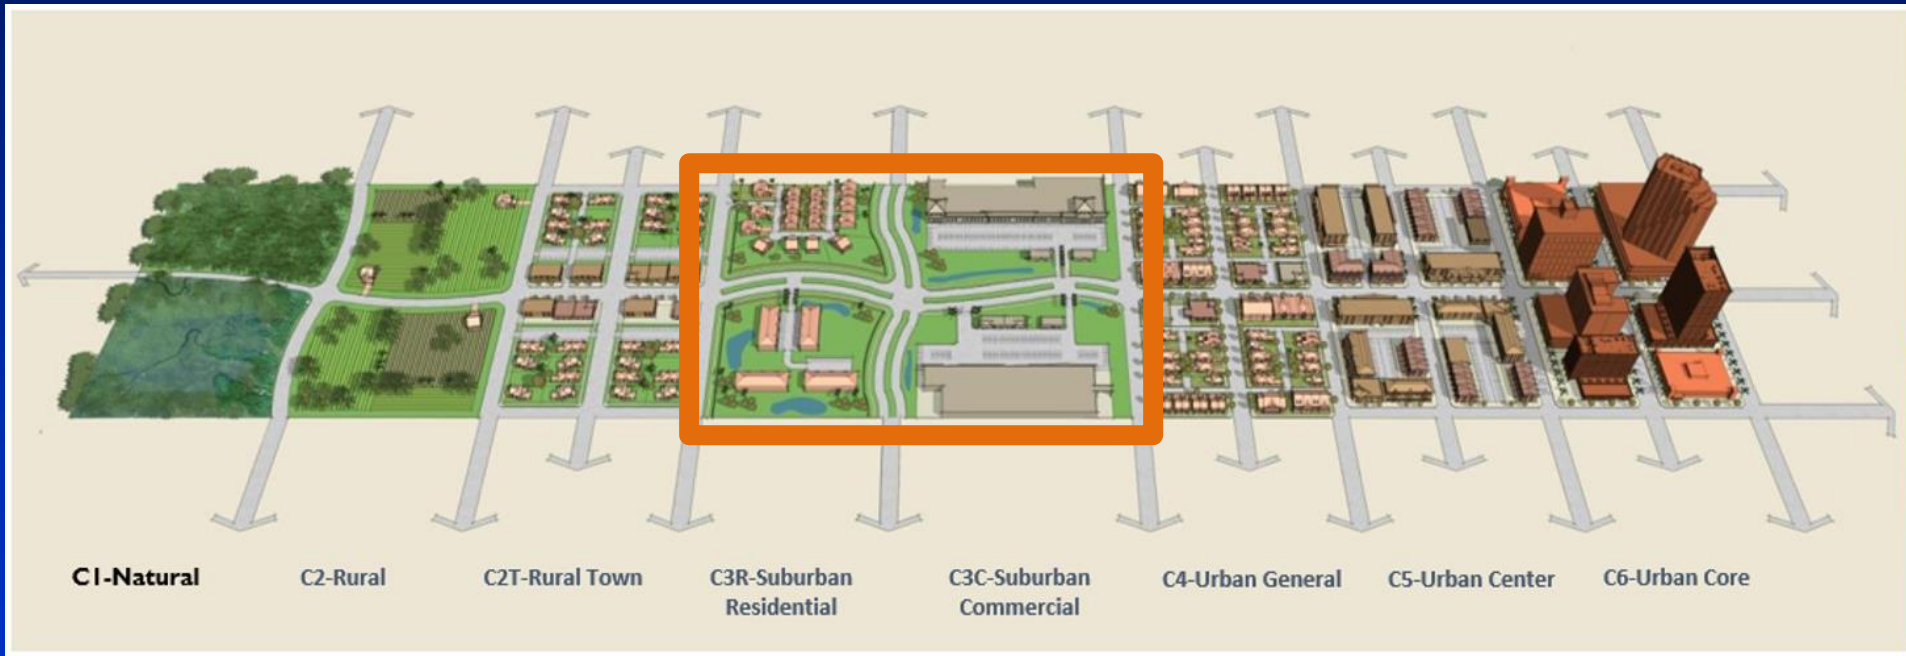 C1-Natural
C2-Rural
C2T-Rural Town
C3R-Suburban
Residential
C3C-Suburban
Commercial
C4-Urban General
C5-Urban Center
C6-Urban Core